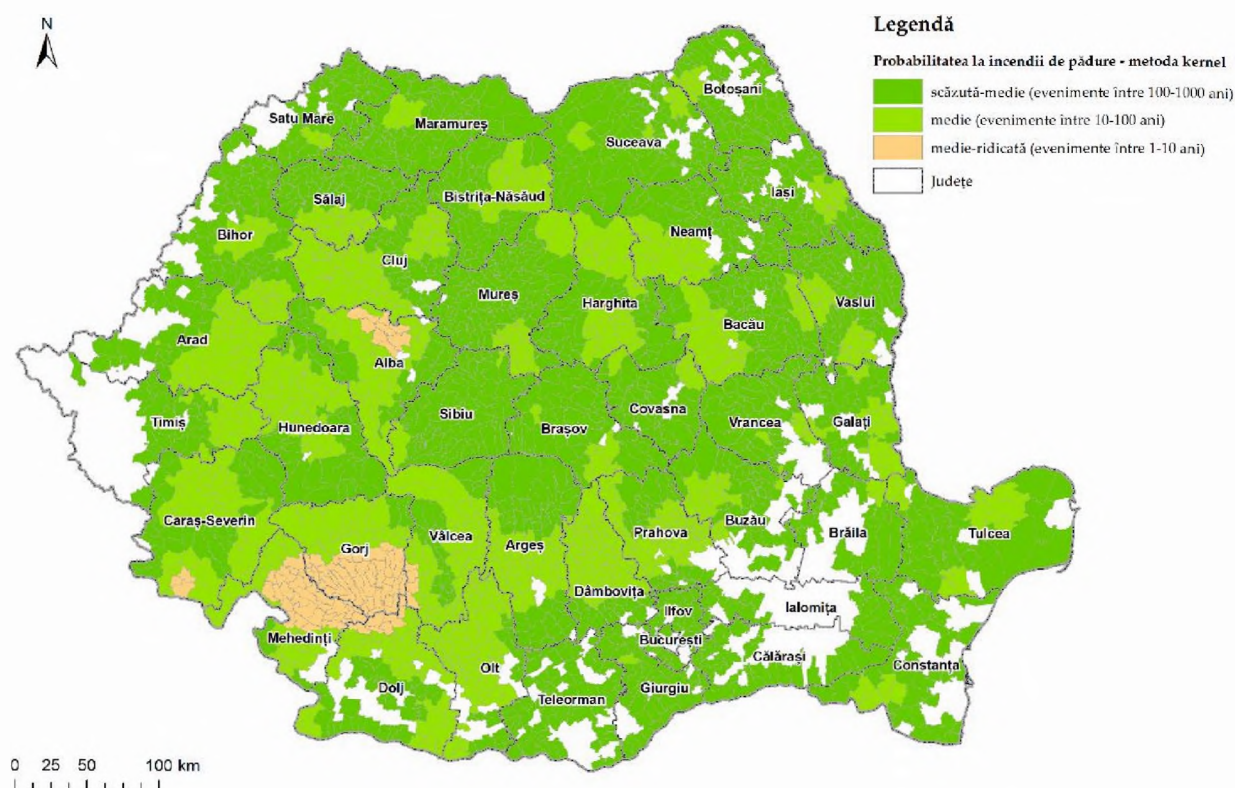 N
Legendă
Probabilitatea la incendii de pădure - metoda kernel
scăzută-medie (evenimente între 100-1000 ani)
medie (evenimente între 10-100 ani)
medie-ridicată (evenimente între 1-10 ani)
Județe
Botoșani
Satu Mare
Maramureș
Suceava
Iași
Sălaj
Bistrița-Năsăud
Bihor
Neamț
Cluj
Mureș
Harghita
Vaslui
Bacău
Arad
Alba
Timiș
Hunedoara
Sibiu
Brașov
Covasna
Vrancea
Galați
Caraș-Severin
Gorj
Vâlcea
Argeș
Prahova
Buzău
Brăila
Tulcea
Dâmbovița
Ilfov
Ialomița
Mehedinți
București
Călărași
Constanța
Olt
Dolj
Teleorman
Giurgiu
0 25 50 100 km